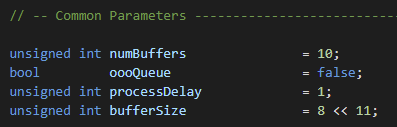 // -- Common Parameters ---------------------------
unsigned int numBuffers = 10;
bool oooQueue = false;
unsigned int processDelay = 1;
unsigned int bufferSize = 8 << 11;